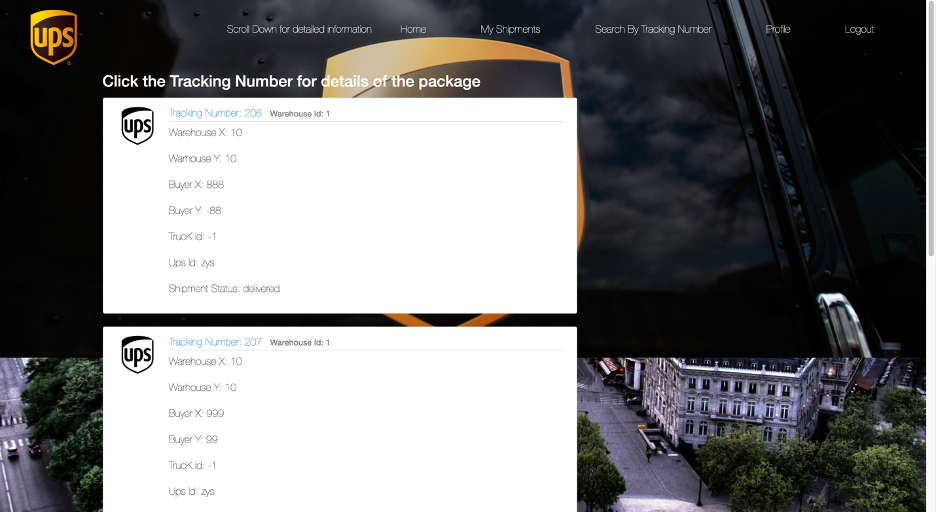 ups
Scroll Down for detailed information Home My Shipments Search By Tracking Number Profile Logout
Click the Tracking Number for details of the package
ups
Tracking Number: 206 Warehouse Id: 1
Warehouse X: 10
Warhouse Y: 10
Buyer X: 888
Buyer Y: -88
TrucK Id: -1
Ups Id: zys
Shipment Status: delivered
ups
Tracking Number: 207 Warehouse Id: 1
Warehouse X: 10
Warhouse Y: 10
Buyer X: 999
Buyer Y: 99
TrucK Id: -1
Ups Id: zys